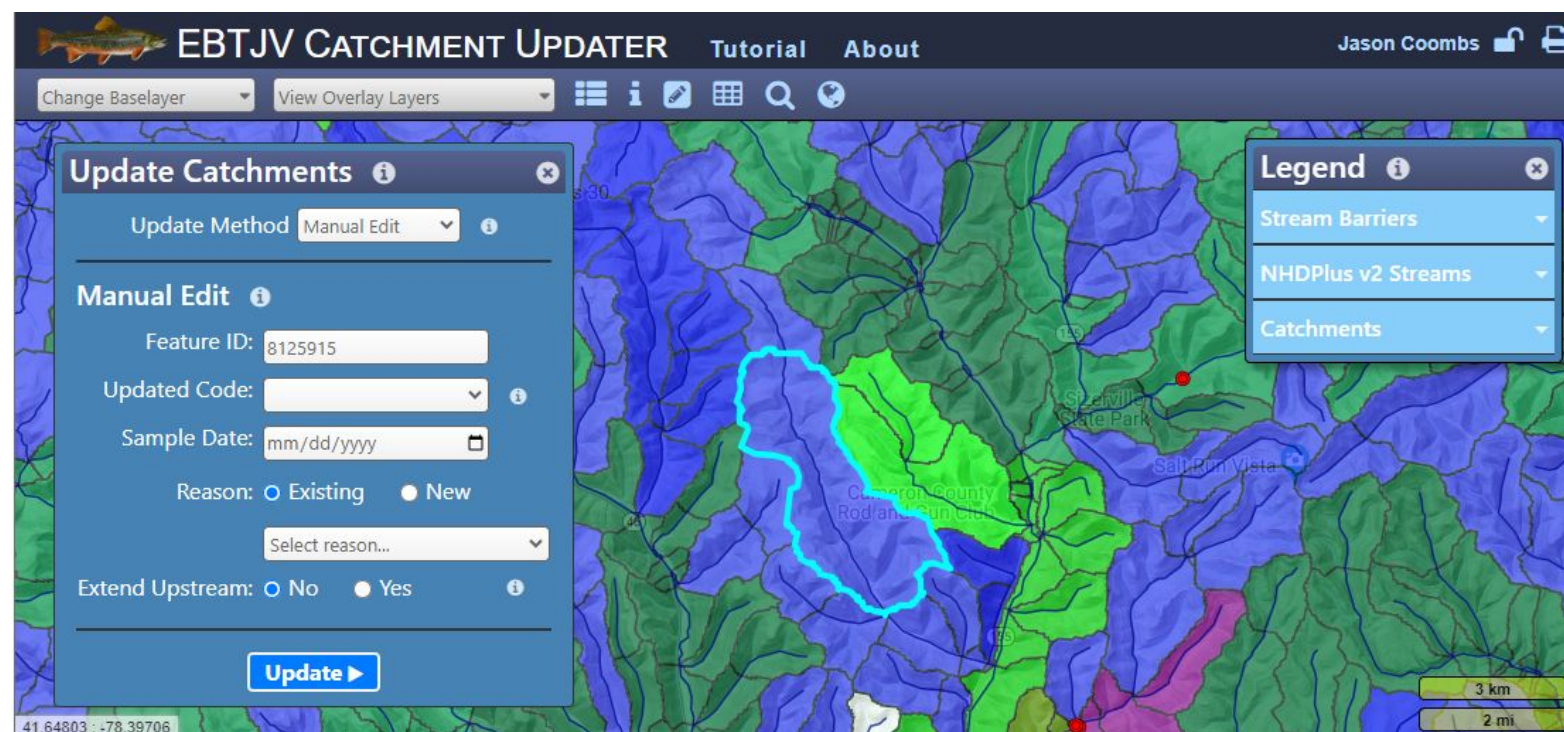 EBTJV CATCHMENT UPDATER Tutorial About Jason Coombs
Change Baselayer View Overlay Layers
Update Catchments
Update Method Manual Edit
Manual Edit
Feature ID: 8125915
Updated Code:
Sample Date: mm/dd/yyyy
Reason: Existing New
Select reason...
Extend Upstream: No Yes
Update
41.64803 : -78.39706
155
Sizerville
State Park
Salt Run Vista
Cameron County
Rod and Gun Club
46
155
Legend
Stream Barriers
NHDPlus v2 Streams
Catchments
3 km
2 mi